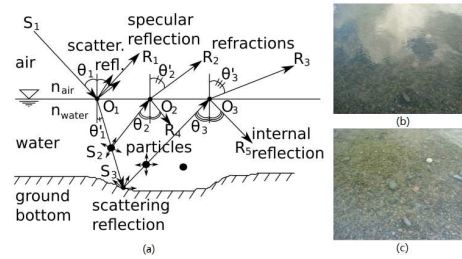 S1
specular
reflection
scatter.
refl.
R1
R2
refractions
R3
air
θ1
θ'2
θ'3
nair
nwater
O1
O2
O3
θ'1
θ2
R4
θ3
water
S2
particles
R5
internal
reflection
S3
ground
bottom
scattering
reflection
(a)
(b)
(c)